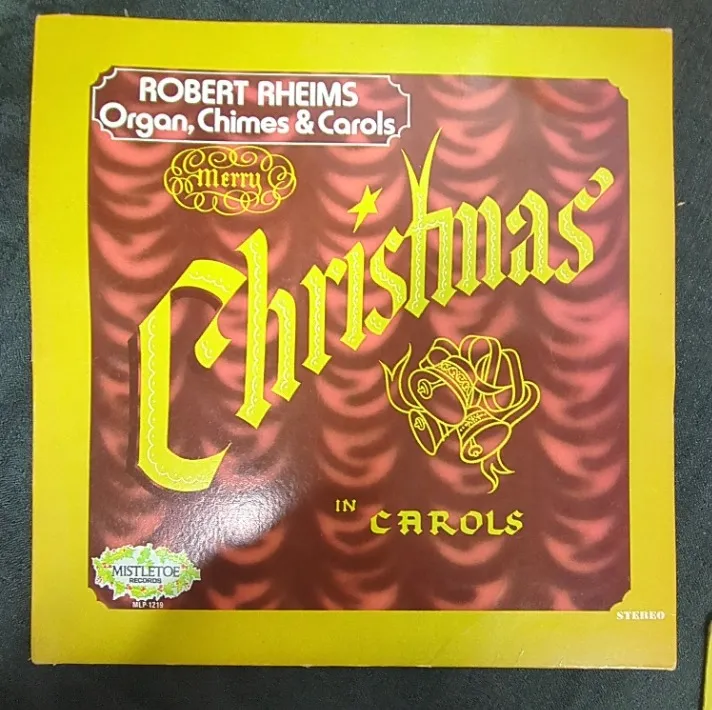 ROBERT RHEIMS
Organ, Chimes & Carols
Merry
Christmas
IN CAROLS
MISTLETOE
RECORDS
MLP-1219
STEREO